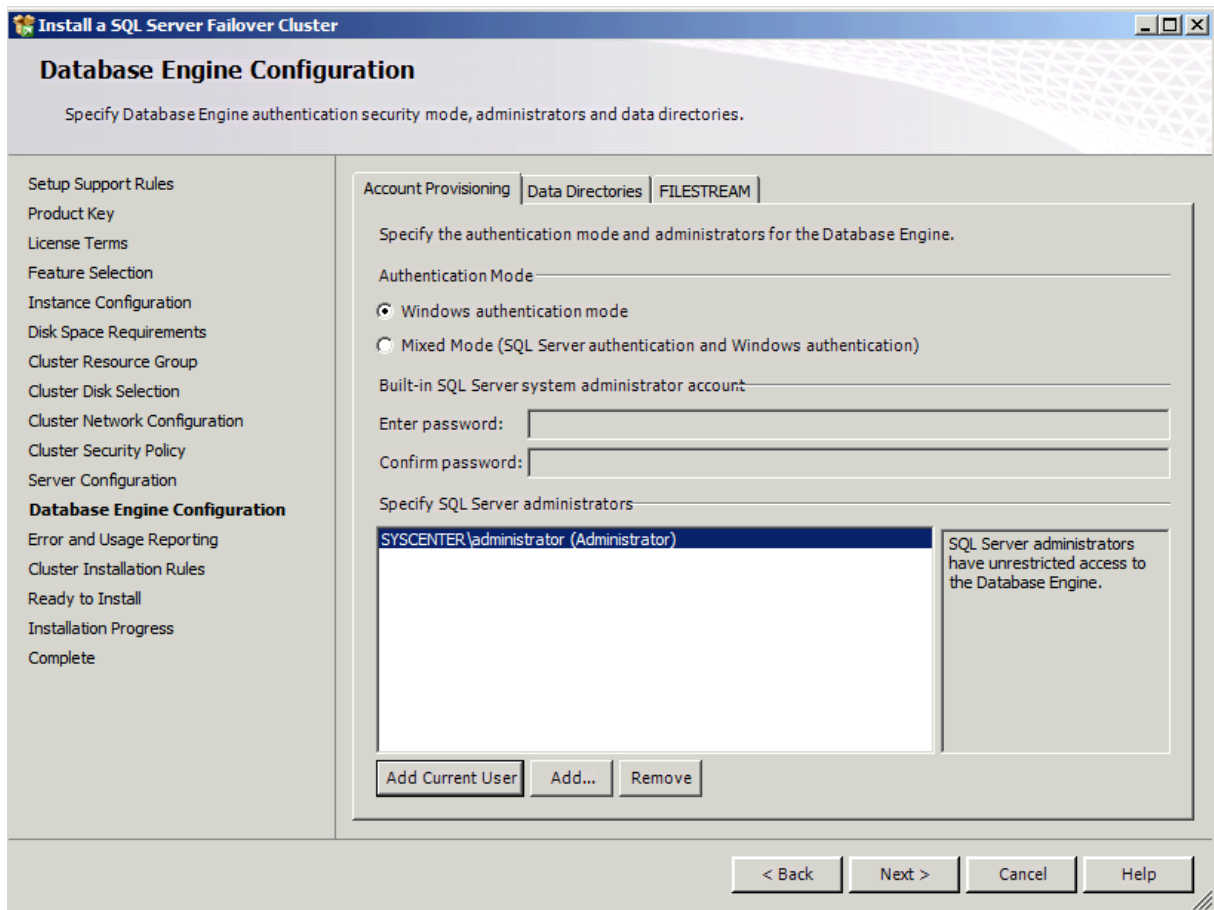 Install a SQL Server Failover Cluster
Database Engine Configuration
Specify Database Engine authentication security mode, administrators and data directories.
Setup Support Rules
Product Key
License Terms
Feature Selection
Instance Configuration
Disk Space Requirements
Cluster Resource Group
Cluster Disk Selection
Cluster Network Configuration
Cluster Security Policy
Server Configuration
Database Engine Configuration
Error and Usage Reporting
Cluster Installation Rules
Ready to Install
Installation Progress
Complete
Account Provisioning
Data Directories
FILESTREAM
Specify the authentication mode and administrators for the Database Engine.
Authentication Mode
Windows authentication mode
Mixed Mode (SQL Server authentication and Windows authentication)
Built-in SQL Server system administrator account
Enter password:
Confirm password:
Specify SQL Server administrators
SYSCENTER\administrator (Administrator)
SQL Server administrators
have unrestricted access to
the Database Engine.
Add Current User
Add...
Remove
< Back
Next >
Cancel
Help